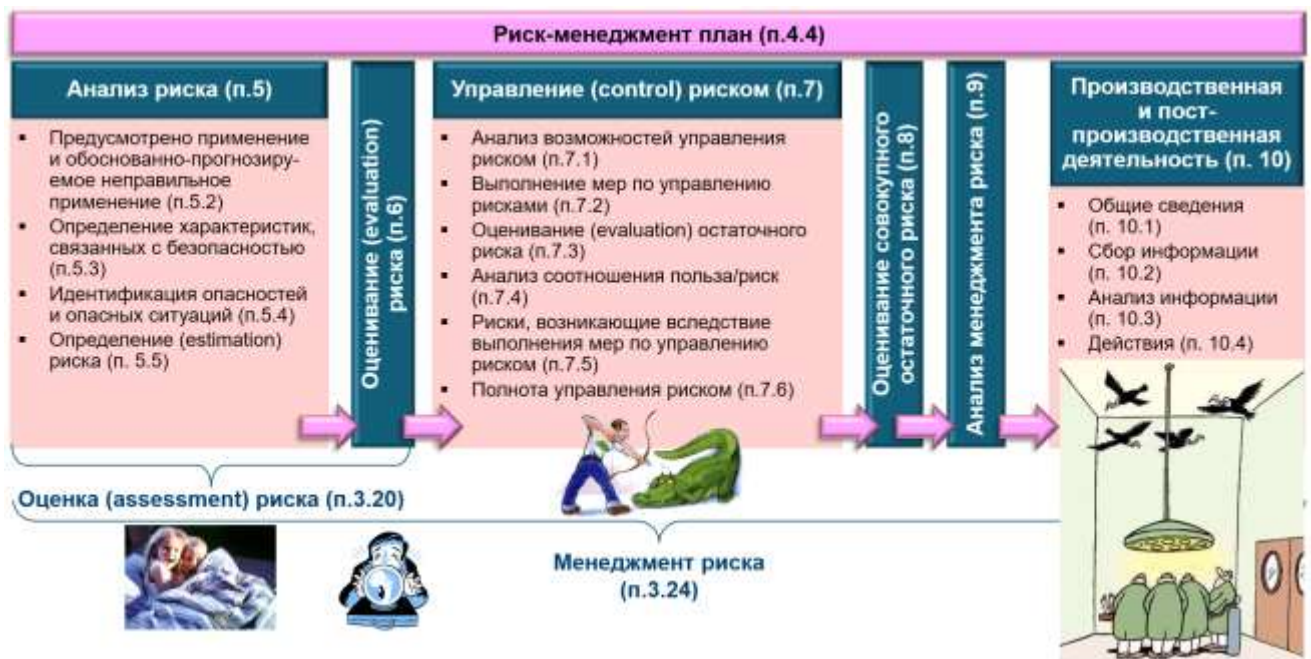 Риск-менеджмент план (п.4.4)
Анализ риска (п.5)
▪ Предусмотрено применение
и обоснованно-прогнозиру-
емое неправильное
применение (п.5.2)
▪ Определение характеристик,
связанных с безопасностью
(п.5.3)
▪ Идентификация опасностей
и опасных ситуаций (п.5.4)
▪ Определение (estimation)
риска (п. 5.5)
Оценивание (evaluation)
риска (п.6)
Управление (control) риском (п.7)
▪ Анализ возможностей управления
риском (п.7.1)
▪ Выполнение мер по управлению
рисками (п.7.2)
▪ Оценивание (evaluation) остаточного
риска (п.7.3)
▪ Анализ соотношения польза/риск
(п.7.4)
▪ Риски, возникающие вследствие
выполнения мер по управлению
риском (п.7.5)
▪ Полнота управления риском (п.7.6)
Оценивание совокупного
остаточного риска (п.8)
Анализ менеджмента риска (п.9)
Производственная
и пост-
производственная
деятельность (п. 10)
▪ Общие сведения
(п. 10.1)
▪ Сбор информации
(п. 10.2)
▪ Анализ информации
(п. 10.3)
▪ Действия (п. 10.4)
Оценка (assessment) риска (п.3.20)
Менеджмент риска
(п.3.24)